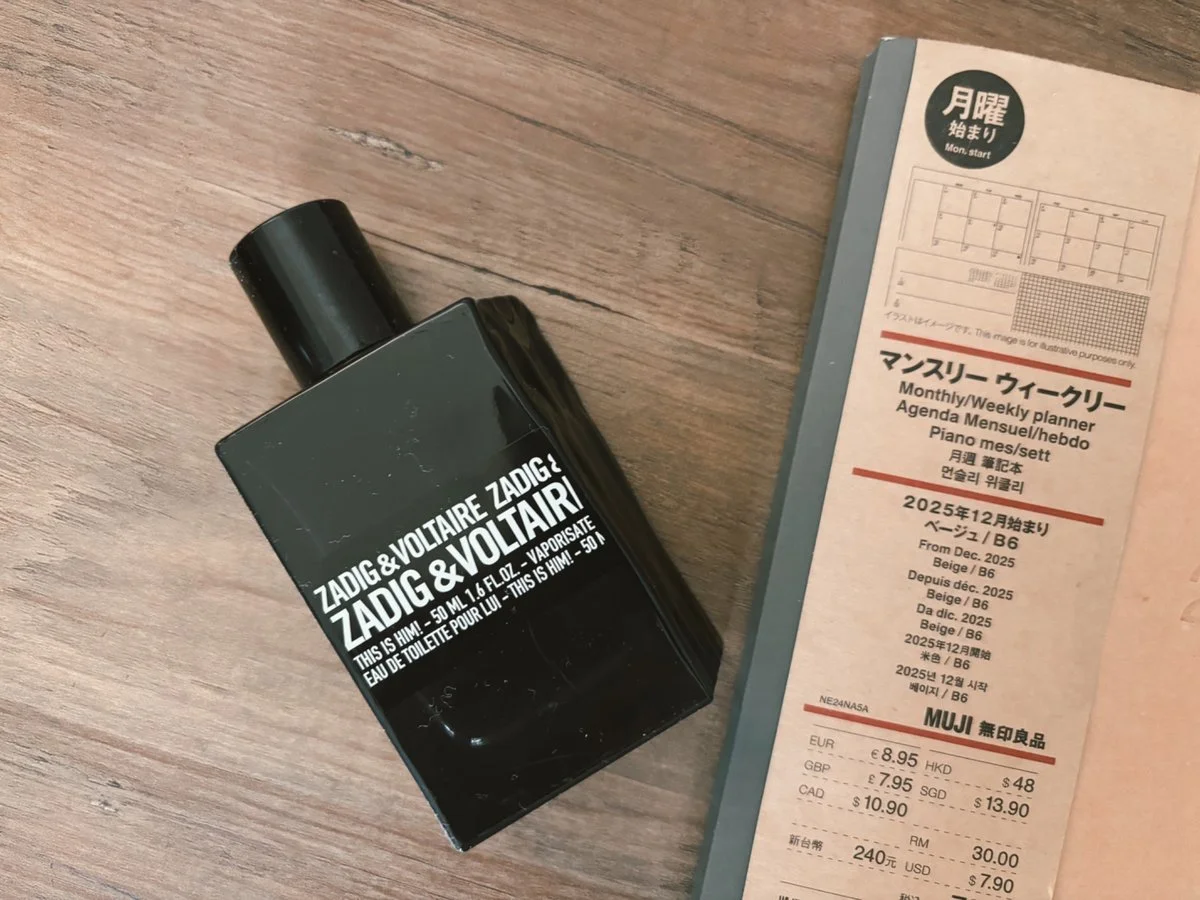 ZADIG&VOLTAIRE ZADIG&
ZADIG&VOLTAIR
THIS IS HIM! – 50 ML 1.6 FL.OZ. – VAPORISATE
EAU DE TOILETTE POUR LUI – THIS IS HIM! – 50
月曜
始まり
Mon. start
イラストはイメージです。This image is for illustrative purposes only.
マンスリー ウィークリー
Monthly/Weekly planner
Agenda Mensuel/hebdo
Piano mes/sett
月週 筆記本
먼슬리 위클리
2025年12月始まり
ベージュ/B6
From Dec. 2025
Beige / B6
Depuis déc. 2025
Beige / B6
Da dic. 2025
Beige / B6
2025年12月開始
米色 / B6
2025년 12월 시작
베이지 / B6
NE24NA5A
MUJI 無印良品
EUR € 8.95 HKD $ 48
GBP £ 7.95 SGD $ 13.90
CAD $ 10.90
RM 30.00
新台幣 240元 USD $ 7.90